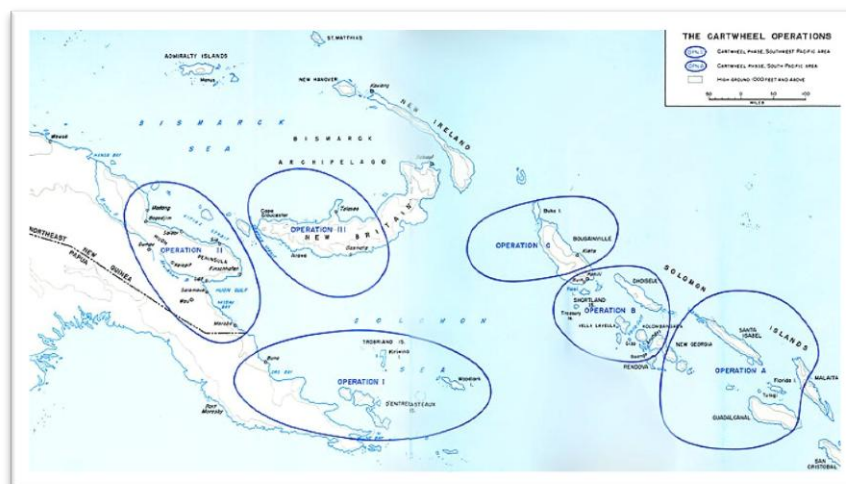 THE CARTWHEEL OPERATIONS
CARTWHEEL PHASE, SOUTHWEST PACIFIC AREA
CARTWHEEL PHASE, SOUTH PACIFIC AREA
HIGH GROUND 1000 FEET AND ABOVE
MILES
ST. MATTHIAS
ADMIRALTY ISLANDS
Manus
NEW HANOVER
Kavieng
NEW IRELAND
BISMARCK
SEA
BISMARCK
ARCHIPELAGO
Wewak
Rabaul
Madang
Bogadjim
Saidor
OPERATION II
PENINSULA
Finschhafen
Lae
Salamaua
HUON GULF
Wau
Morobe
NORTHEAST NEW GUINEA
PAPUA
Cape
Gloucester
Talasea
OPERATION III
NEW BRITAIN
Gasmata
Arawe
Buka I.
BOUGAINVILLE
OPERATION C
Kieta
Buin
CHOISEUL
SHORTLAND
IS.
Treasury
Is.
OPERATION B
VELLA LAVELLA
KOLOMBANGARA
NEW GEORGIA
RENDOVA
SOLOMON
ISLANDS
SANTA
ISABEL
OPERATION A
Florida I.
Tulagi
MALAITA
GUADALCANAL
SAN
CRISTOBAL
SOLOMON
SEA
TROBRIAND IS.
Kiriwina
I.
Woodlark
I.
OPERATION I
D'ENTRECASTEAUX
IS.
Buna
Port
Moresby